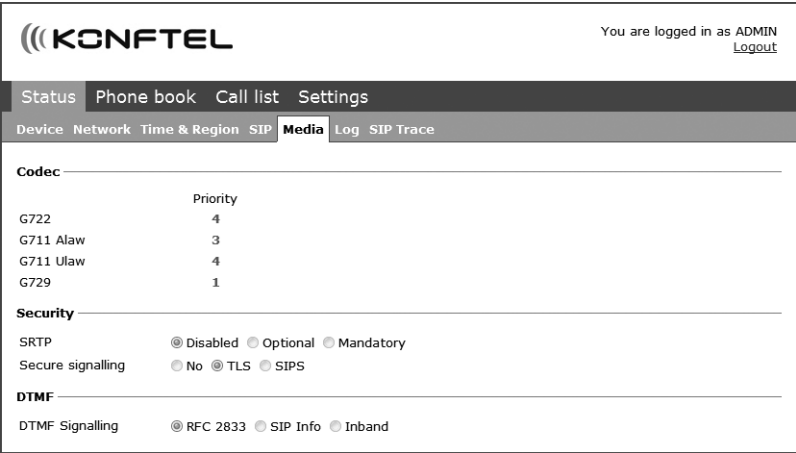 KONFTEL
You are logged in as ADMIN
Logout
Status Phone book Call list Settings
Device Network Time & Region SIP Media Log SIP Trace
Codec
Priority
G722 4
G711 Alaw 3
G711 Ulaw 4
G729 1
Security
SRTP Disabled Optional Mandatory
Secure signalling No TLS SIPS
DTMF
DTMF Signalling RFC 2833 SIP Info Inband